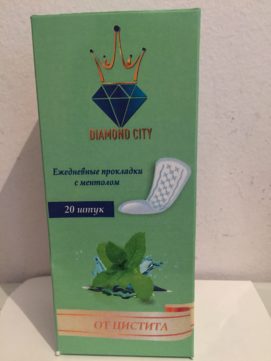 DIAMOND CITY
Ежедневные прокладки
с ментолом
20 штук
ОТ ЦИСТИТА